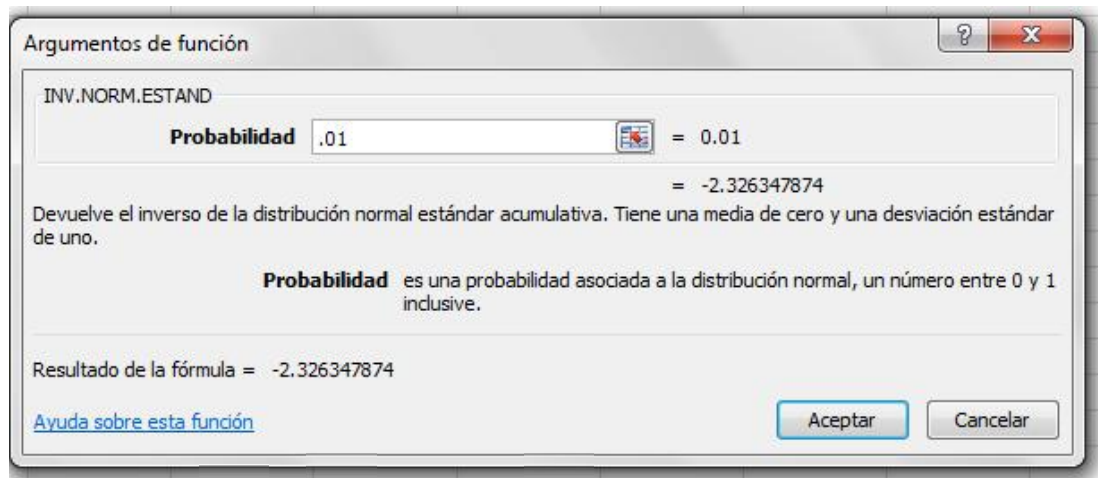 Argumentos de función
INV.NORM.ESTAND
Probabilidad .01 = 0.01
= -2.326347874
Devuelve el inverso de la distribución normal estándar acumulativa. Tiene una media de cero y una desviación estándar
de uno.
Probabilidad es una probabilidad asociada a la distribución normal, un número entre 0 y 1
inclusive.
Resultado de la fórmula = -2.326347874
Ayuda sobre esta función
Aceptar Cancelar